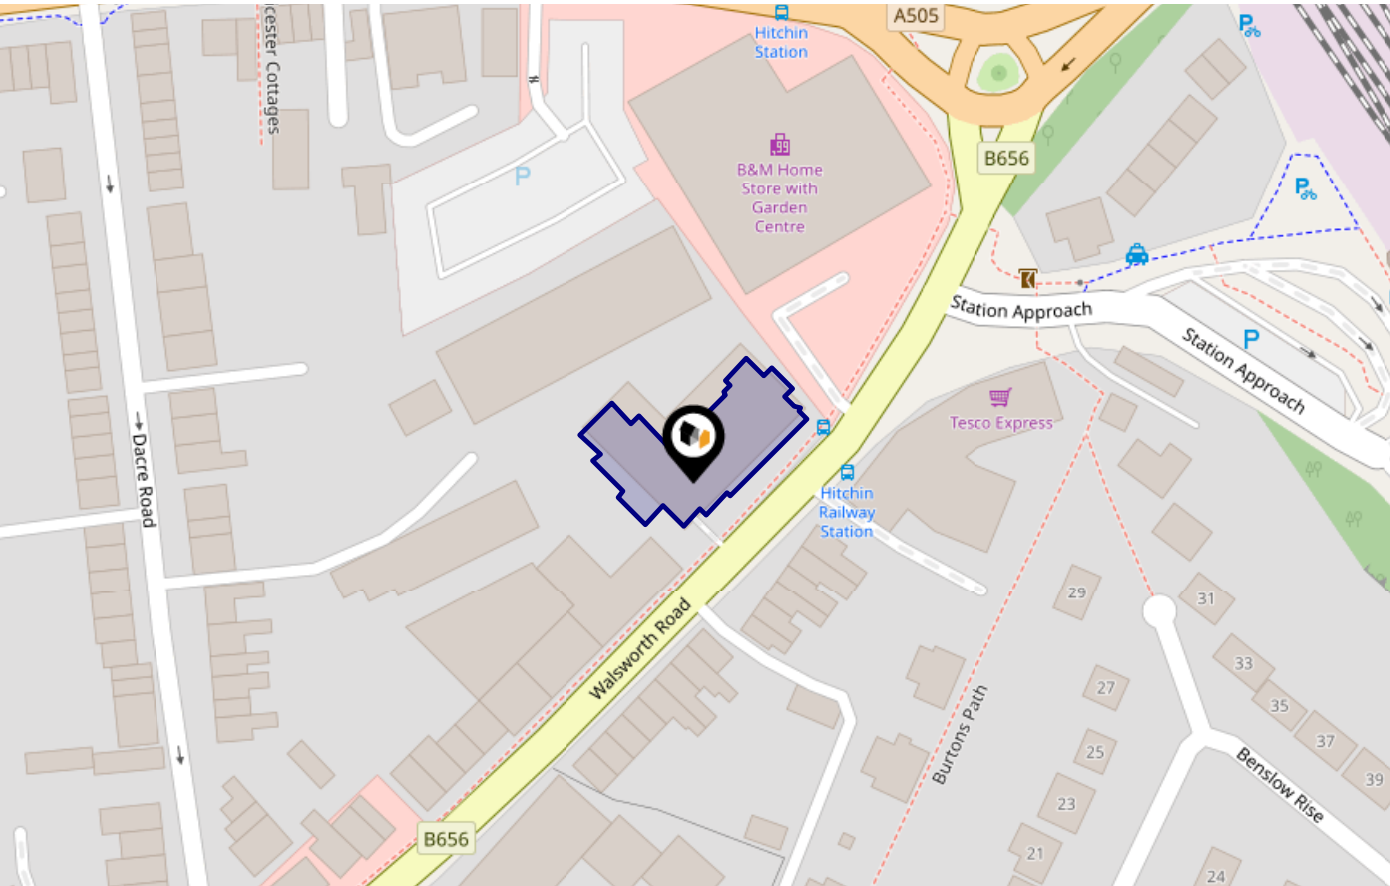 A505
Hitchin
Station
cester Cottages
B&M Home
Store with
Garden
Centre
B656
P
P
P
Station Approach
P
Station Approach
Tesco Express
Dacre Road
Hitchin
Railway
Station
Walsworth Road
Burtons Path
29
31
33
27
35
37
25
39
23
Benslow Rise
B656
21
24